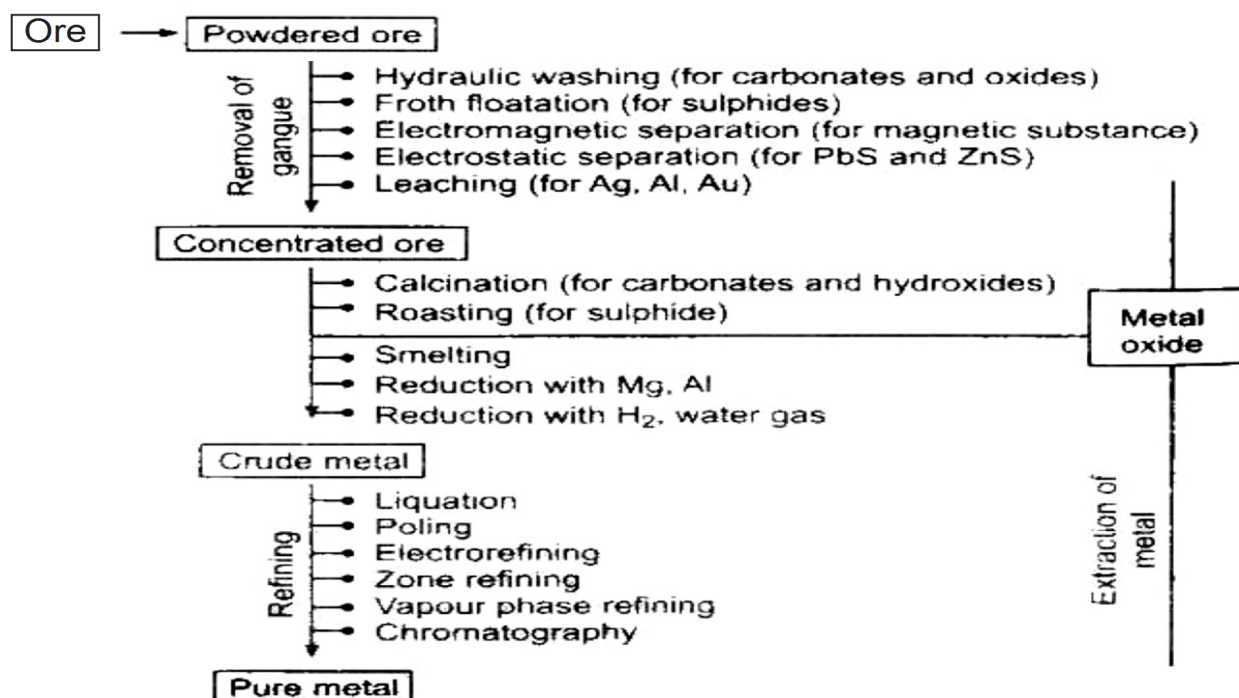 Ore
Powdered ore
Removal of
gangue
Hydraulic washing (for carbonates and oxides)
Froth floatation (for sulphides)
Electromagnetic separation (for magnetic substance)
Electrostatic separation (for PbS and ZnS)
Leaching (for Ag, Al, Au)
Concentrated ore
Calcination (for carbonates and hydroxides)
Roasting (for sulphide)
Metal
oxide
Smelting
Reduction with Mg, Al
Reduction with H₂, water gas
Crude metal
Extraction of
metal
Refining
Liquation
Poling
Electrorefining
Zone refining
Vapour phase refining
Chromatography
Pure metal